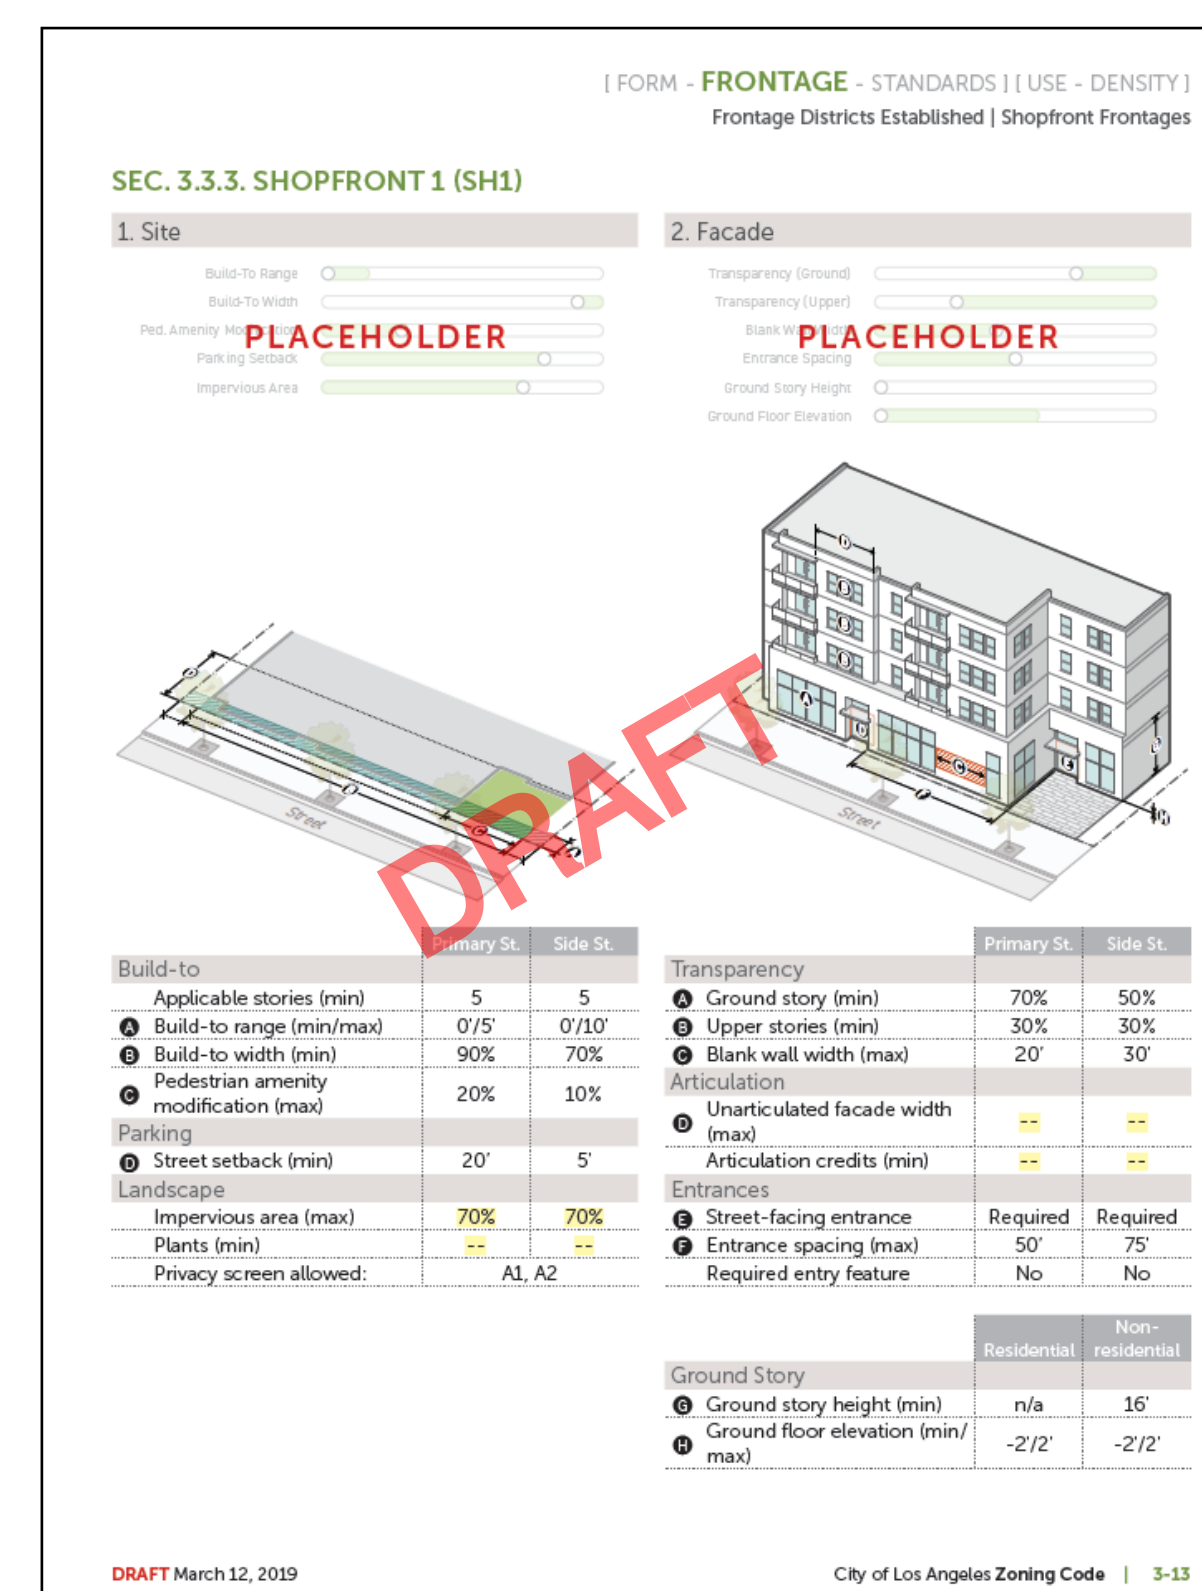 [ FORM - FRONTAGE - STANDARDS ] [ USE - DENSITY ]
Frontage Districts Established | Shopfront Frontages
SEC. 3.3.3. SHOPFRONT 1 (SH1)
1. Site
Build-To Range
Build-To Width
Ped. Amenity
PLACEHOLDER
Parking Setback
Impervious Area
2. Facade
Transparency (Ground)
Transparency (Upper)
Blank Wall Width
PLACEHOLDER
Entrance Spacing
Ground Story Height
Ground Floor Elevation
Street
D
B
B
B
A
D
C
E
F
H
Street
DRAFT
Primary St. Side St.
Build-to
Applicable stories (min) 5 5
A Build-to range (min/max) 0'/5' 0'/10'
B Build-to width (min) 90% 70%
C Pedestrian amenity
modification (max) 20% 10%
Parking
D Street setback (min) 20' 5'
Landscape
Impervious area (max) 70% 70%
Plants (min) -- --
Privacy screen allowed: A1, A2
Primary St. Side St.
Transparency
A Ground story (min) 70% 50%
B Upper stories (min) 30% 30%
C Blank wall width (max) 20' 30'
Articulation
D Unarticulated facade width
(max) -- --
Articulation credits (min) -- --
Entrances
E Street-facing entrance Required Required
F Entrance spacing (max) 50' 75'
Required entry feature No No
Residential Non-
residential
Ground Story
G Ground story height (min) n/a 16'
H Ground floor elevation (min/
max) -2'/2' -2'/2'
DRAFT March 12, 2019
City of Los Angeles Zoning Code | 3-13